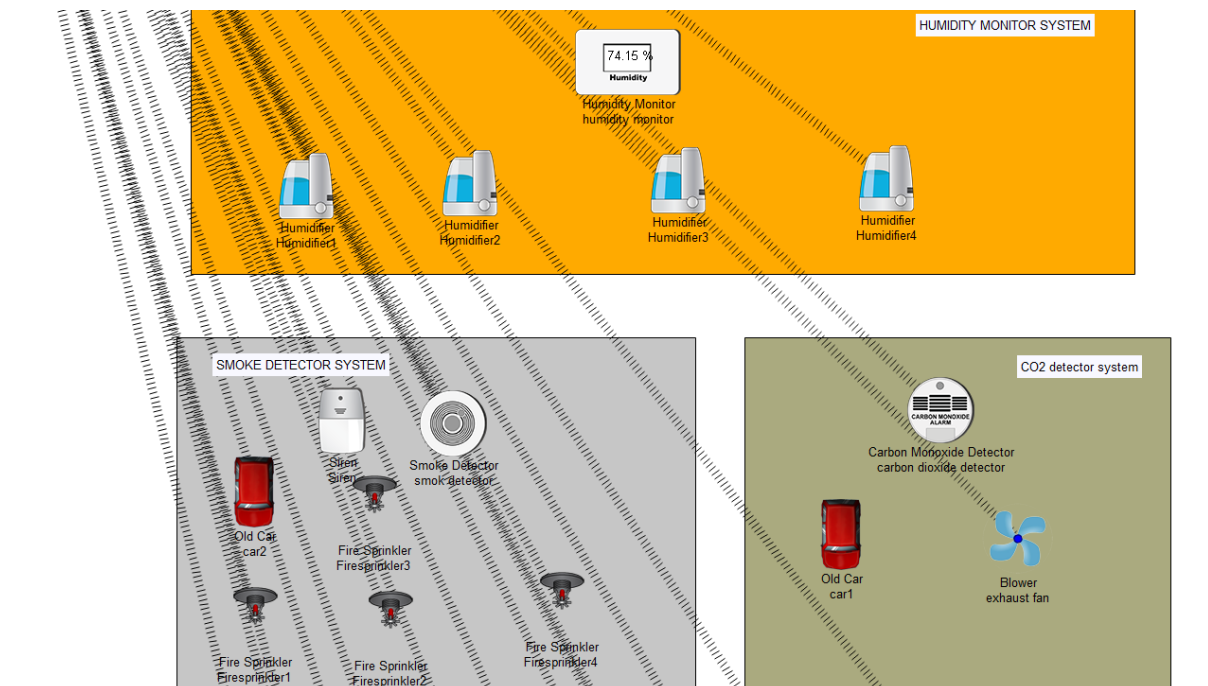 HUMIDITY MONITOR SYSTEM
74.15 %
Humidity
Humidity Monitor
humidity monitor
Humidifier
Humidifier1
Humidifier
Humidifier2
Humidifier
Humidifier3
Humidifier
Humidifier4
SMOKE DETECTOR SYSTEM
Siren
Siren
Smoke Detector
smok detector
Old Car
car2
Fire Sprinkler
Firesprinkler3
Fire Sprinkler
Firesprinkler1
Fire Sprinkler
Firesprinkler2
Fire Sprinkler
Firesprinkler4
CO2 detector system
CARBON MONOXIDE
ALARM
Carbon Monoxide Detector
carbon dioxide detector
Old Car
car1
Blower
exhaust fan